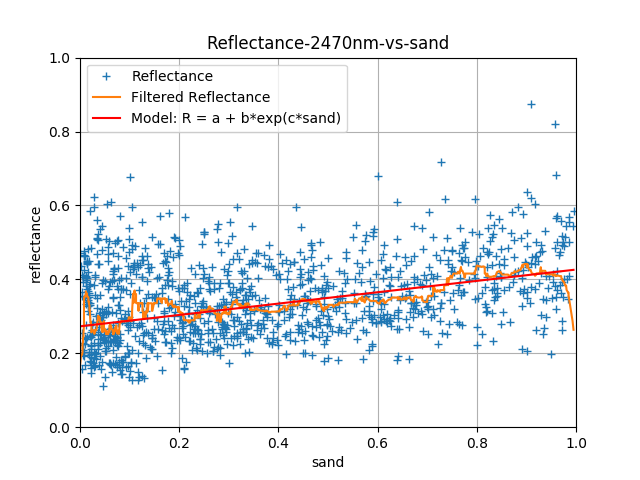 Reflectance-2470nm-vs-sand
Reflectance
Filtered Reflectance
Model: R = a + b*exp(c*sand)
1.0
0.8
0.6
0.4
0.2
0.0
reflectance
0.0 0.2 0.4 0.6 0.8 1.0
sand